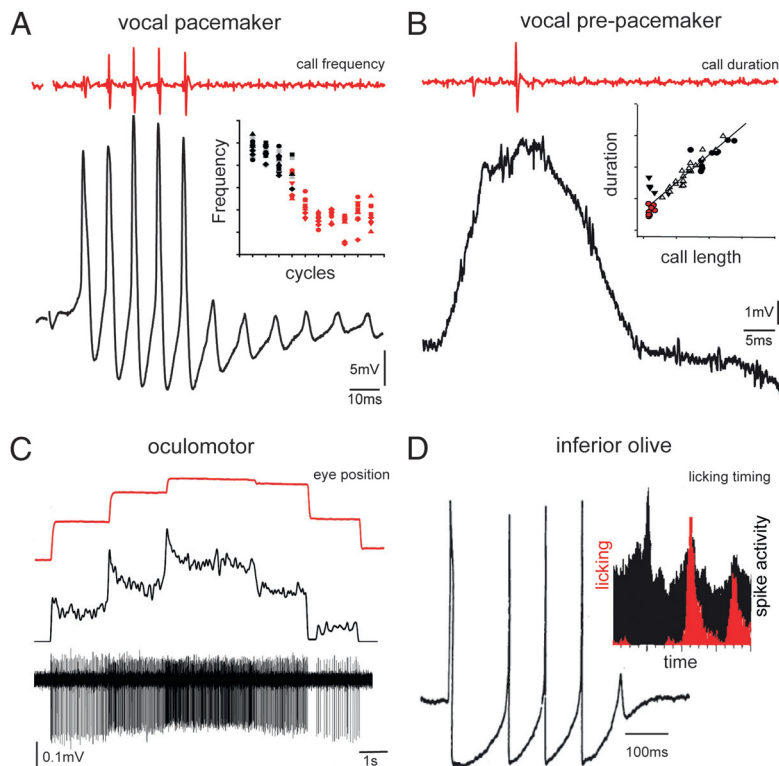 A
vocal pacemaker
call frequency
Frequency
cycles
5mV
10ms
B
vocal pre-pacemaker
call duration
duration
call length
1mV
5ms
C
oculomotor
eye position
0.1mV
1s
D
inferior olive
licking timing
licking
spike activity
time
100ms